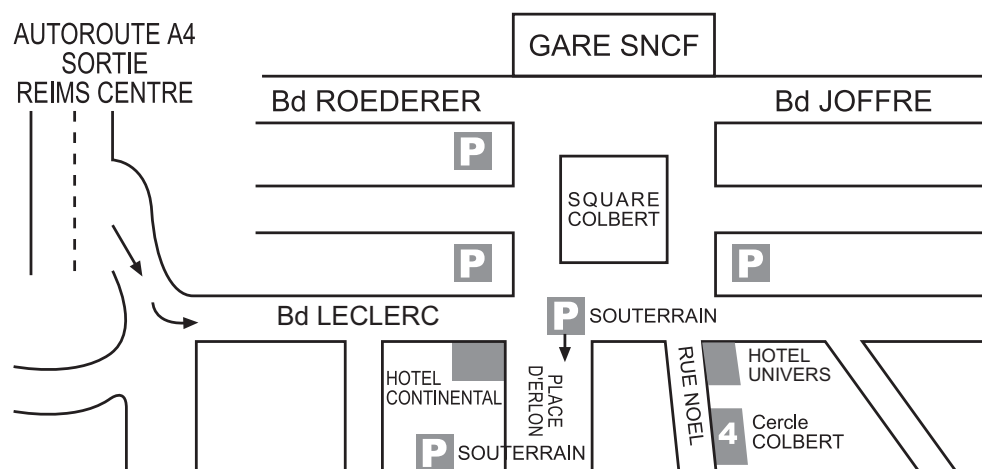 AUTOROUTE A4
SORTIE
REIMS CENTRE
GARE SNCF
Bd ROEDERER
Bd JOFFRE
P
SQUARE
COLBERT
P
P
Bd LECLERC
P SOUTERRAIN
HOTEL
CONTINENTAL
PLACE
D'ERLON
RUE NOEL
HOTEL
UNIVERS
4 Cercle
COLBERT
P SOUTERRAIN